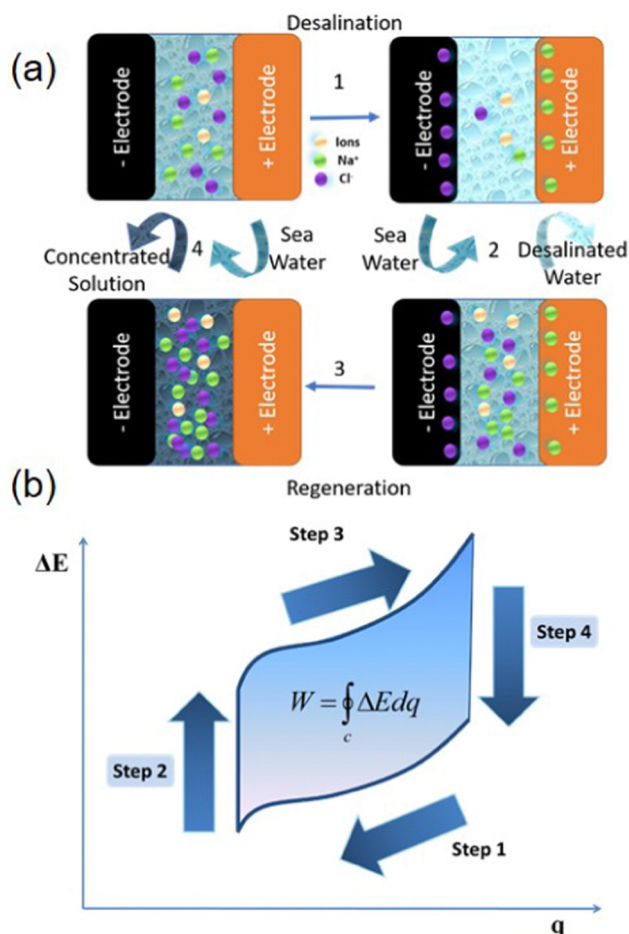 (a)
Desalination
- Electrode
+ Electrode
1
Ions
Na⁺
Cl⁻
- Electrode
+ Electrode
Concentrated
Solution
4
Sea
Water
Sea
Water
2
Desalinated
Water
- Electrode
+ Electrode
3
- Electrode
+ Electrode
Regeneration
(b)
ΔE
Step 3
Step 4
W = ∮ ΔEdq
c
Step 2
Step 1
q